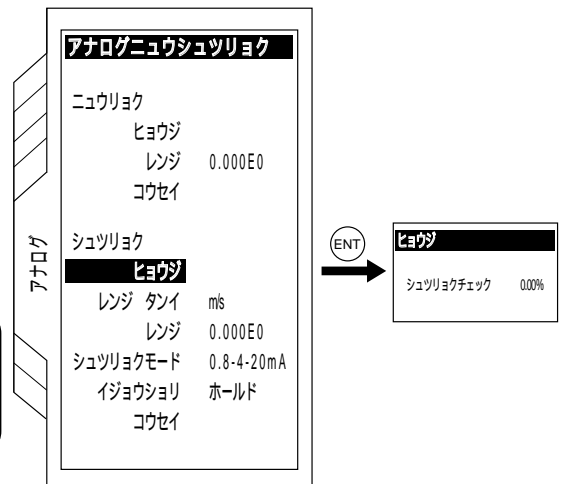 アナログニュウシュツリョク
ニュウリョク
ヒョウジ
レンジ 0.000E0
コウセイ
シュツリョク
ヒョウジ
レンジ タンイ m/s
レンジ 0.000E0
シュツリョクモード 0.8-4-20mA
イジョウショリ ホールド
コウセイ
アナログ
ENT
ヒョウジ
シュツリョクチェック 0.00%